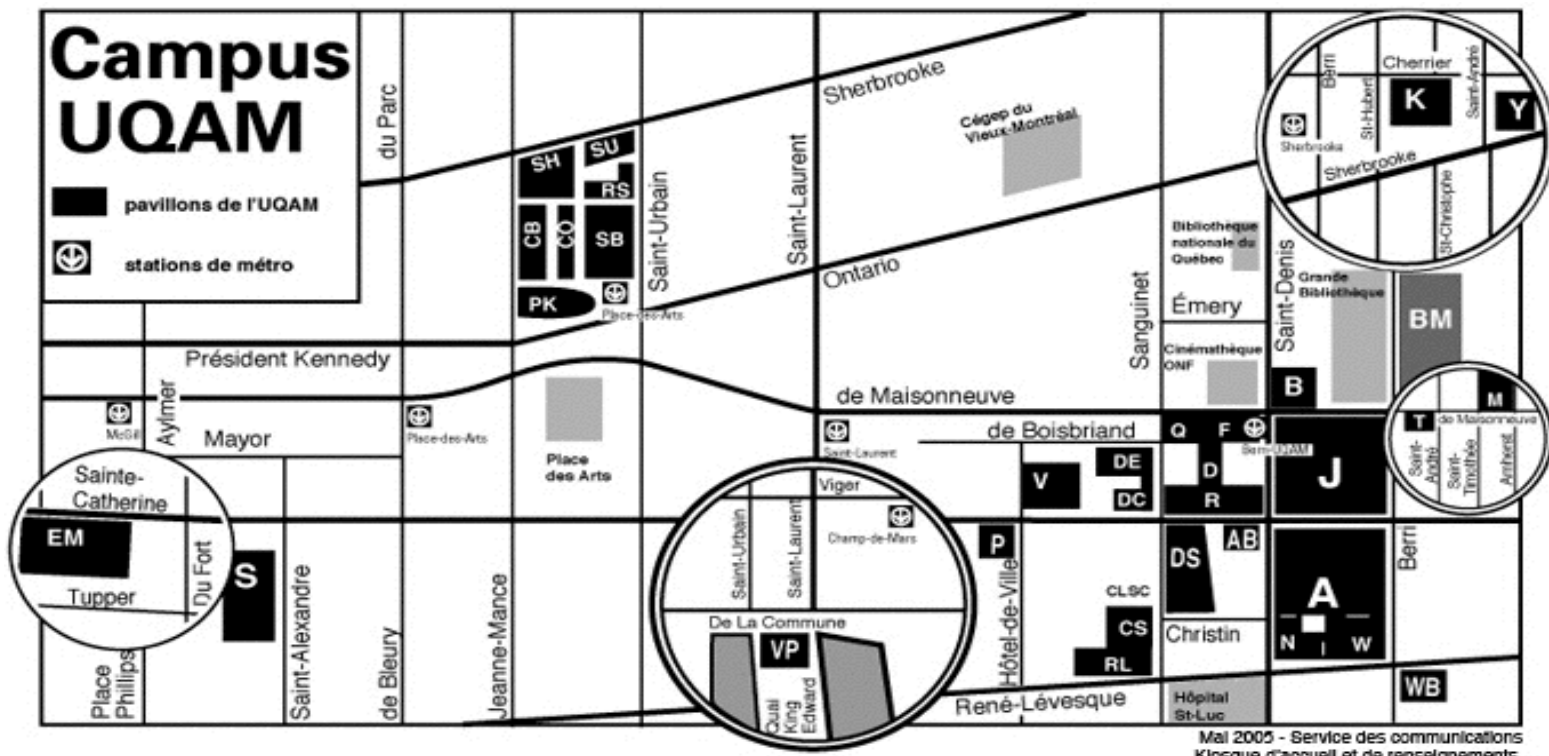 Campus
UQAM
pavillons de l'UQAM
stations de métro
du Parc
SH
SU
RS
CB
CO
SB
PK
Place-des-Arts
Saint-Urbain
Saint-Laurent
Sherbrooke
Ontario
Cégep du
Vieux-Montréal
Bibliothèque
nationale du
Québec
Émery
Sanguinet
Saint-Denis
Grande
Bibliothèque
BM
Cinémathèque
ONF
B
Berri
St-Hubert
Cherrier
Saint-André
K
Y
Sherbrooke
Sherbrooke
St-Christophe
Président Kennedy
Aylmer
McGill
Mayor
Place-des-Arts
Place
des Arts
de Maisonneuve
Saint-Laurent
de Boisbriand
Q
F
Berri-UQAM
D
R
V
DE
DC
J
T
M
de Maisonneuve
Saint-
André
Saint-
Timothée
Amherst
Sainte-
Catherine
EM
Tupper
Du Fort
S
Place
Phillips
Saint-Alexandre
de Bleury
Jeanne-Mance
Viger
Saint-Urbain
Saint-Laurent
Champ-de-Mars
De La Commune
VP
Quai
King
Edward
P
Hôtel-de-Ville
CLSC
CS
RL
DS
AB
Christin
A
N
I
W
Berri
WB
René-Lévesque
Hôpital
St-Luc
Mai 2005 - Service des communications
Kiosque d'accueil et de renseignements